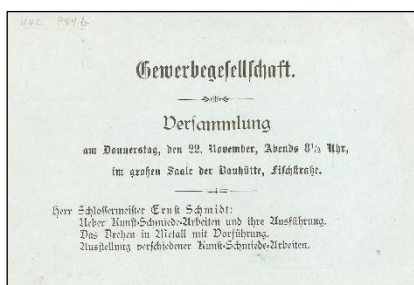 44C P84b
Gewerbegesellschaft.
Versammlung
am Donnerstag, den 22. November, Abends 8½ Uhr,
im großen Saale der Bauhütte, Fischstraße.
Herr Schlossermeister Ernst Schmidt:
Ueber Kunst-Schmiede-Arbeiten und ihre Ausführung.
Das Drehen in Metall mit Vorführung.
Ausstellung verschiedener Kunst-Schmiede-Arbeiten.